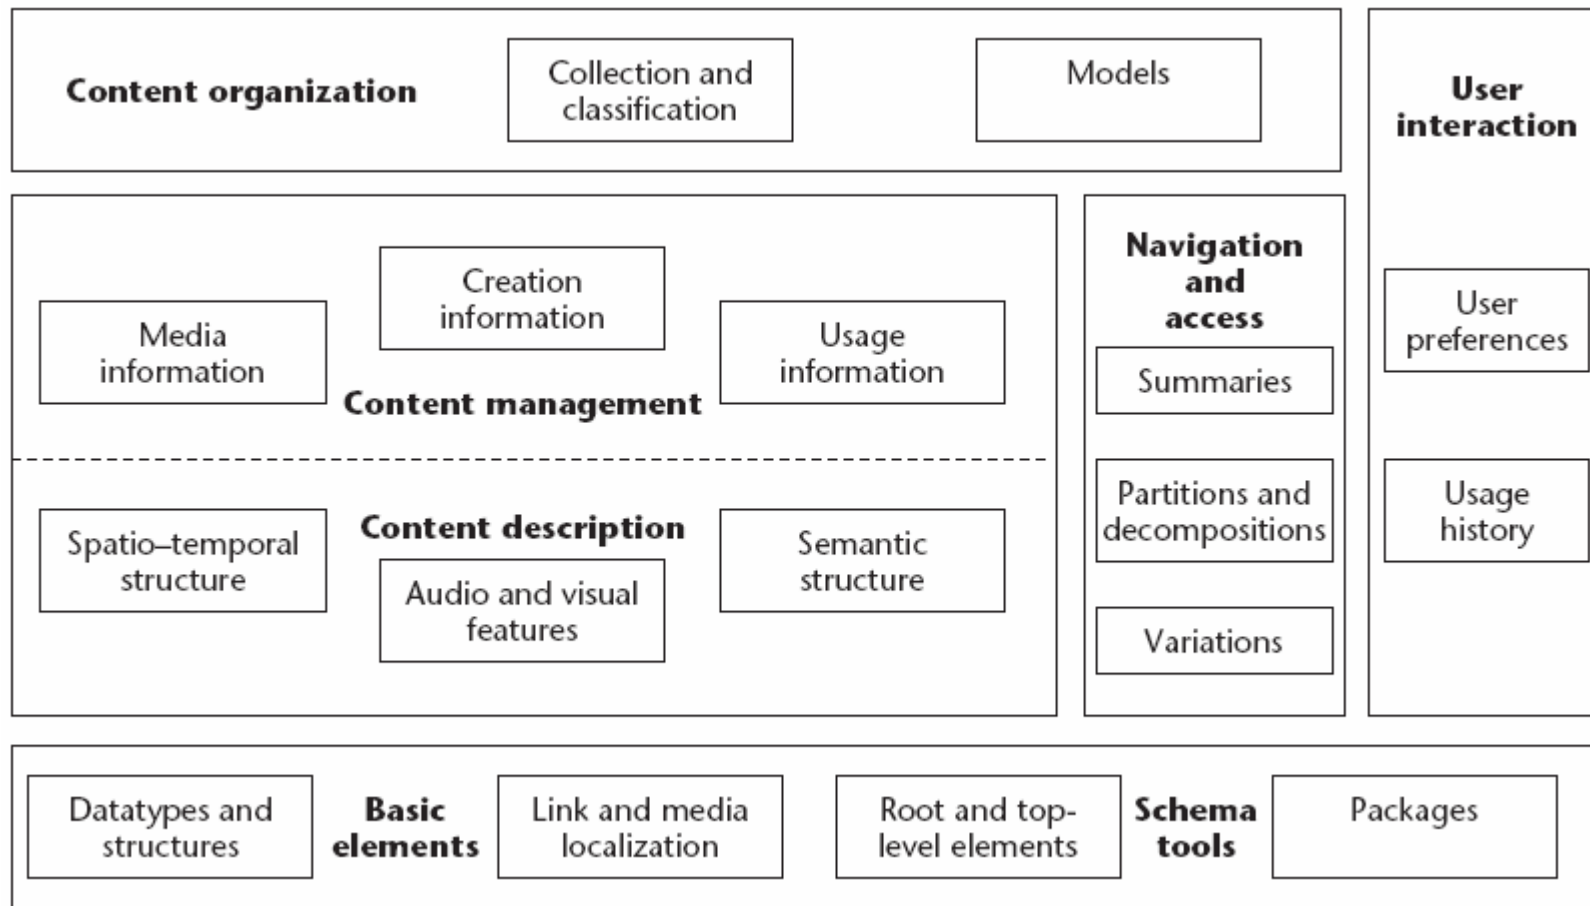 Content organization
Collection and
classification
Models
User
interaction
Creation
information
Media
information
Usage
information
Content management
Navigation
and
access
Summaries
Partitions and
decompositions
Variations
User
preferences
Usage
history
Content description
Spatio–temporal
structure
Audio and visual
features
Semantic
structure
Datatypes and
structures
Basic
elements
Link and media
localization
Root and top-
level elements
Schema
tools
Packages